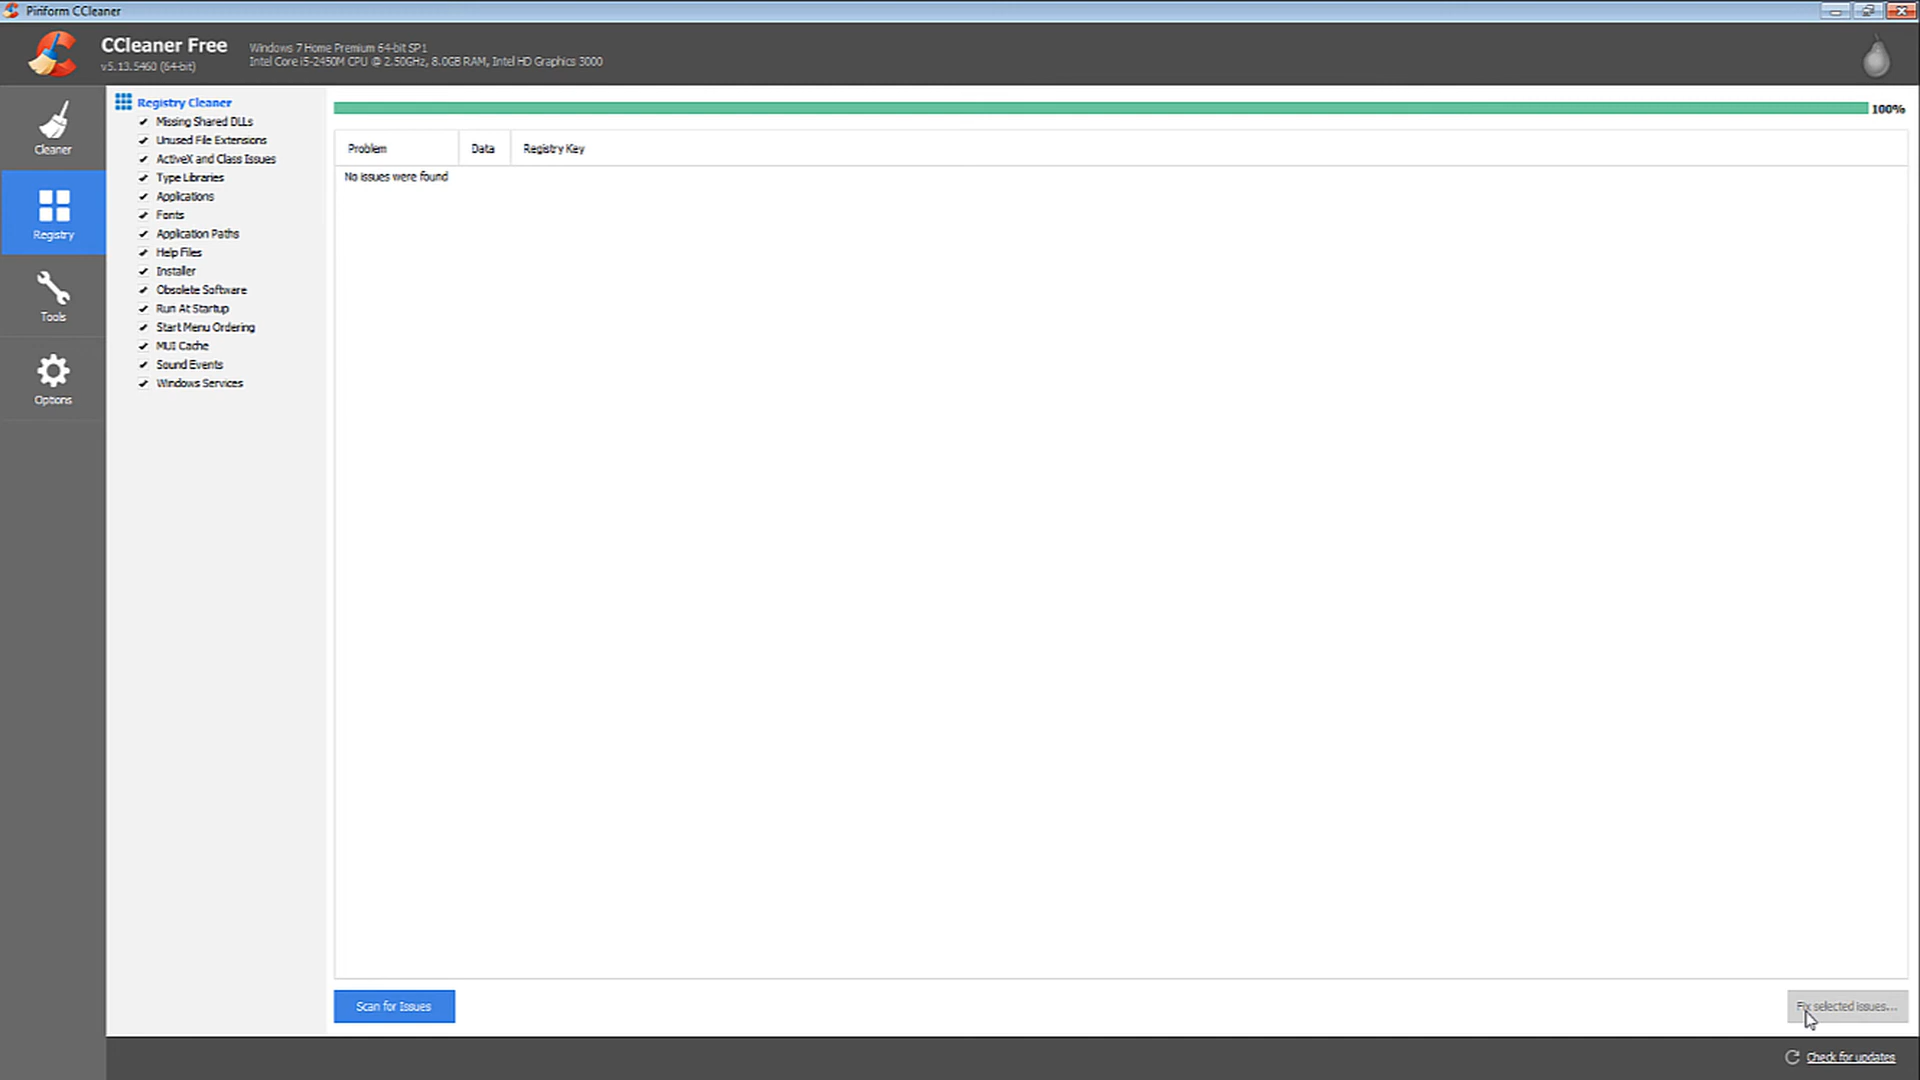 Piriform CCleaner
CCleaner Free
v5.13.5460 (64-bit)
Windows 7 Home Premium 64-bit SP1
Intel Core i5-2450M CPU @ 2.50GHz, 8.0GB RAM, Intel HD Graphics 3000
Cleaner
Registry
Tools
Options
Registry Cleaner
Missing Shared DLLs
Unused File Extensions
ActiveX and Class Issues
Type Libraries
Applications
Fonts
Application Paths
Help Files
Installer
Obsolete Software
Run At Startup
Start Menu Ordering
MUI Cache
Sound Events
Windows Services
100%
Problem Data Registry Key
No issues were found
Scan for Issues
Fix selected issues...
Check for updates